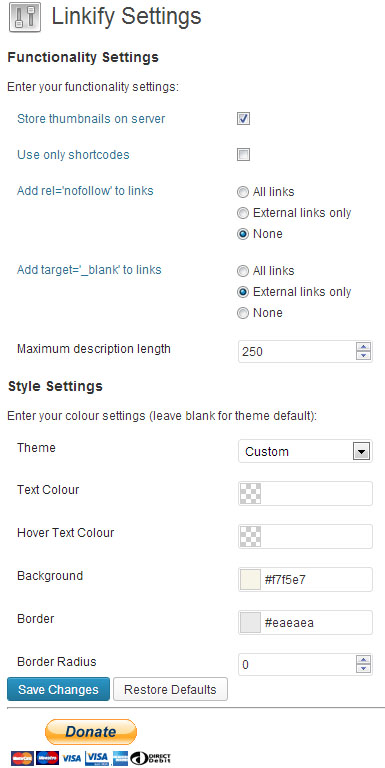 Linkify Settings
Functionality Settings
Enter your functionality settings:
Store thumbnails on server
Use only shortcodes
Add rel='nofollow' to links
All links
External links only
None
Add target='_blank' to links
All links
External links only
None
Maximum description length
250
Style Settings
Enter your colour settings (leave blank for theme default):
Theme
Custom
Text Colour
Hover Text Colour
Background
#f7f5e7
Border
#eaeaea
Border Radius
0
Save Changes
Restore Defaults
Donate
MasterCard
Maestro
VISA
VISA
DIRECT
Debit